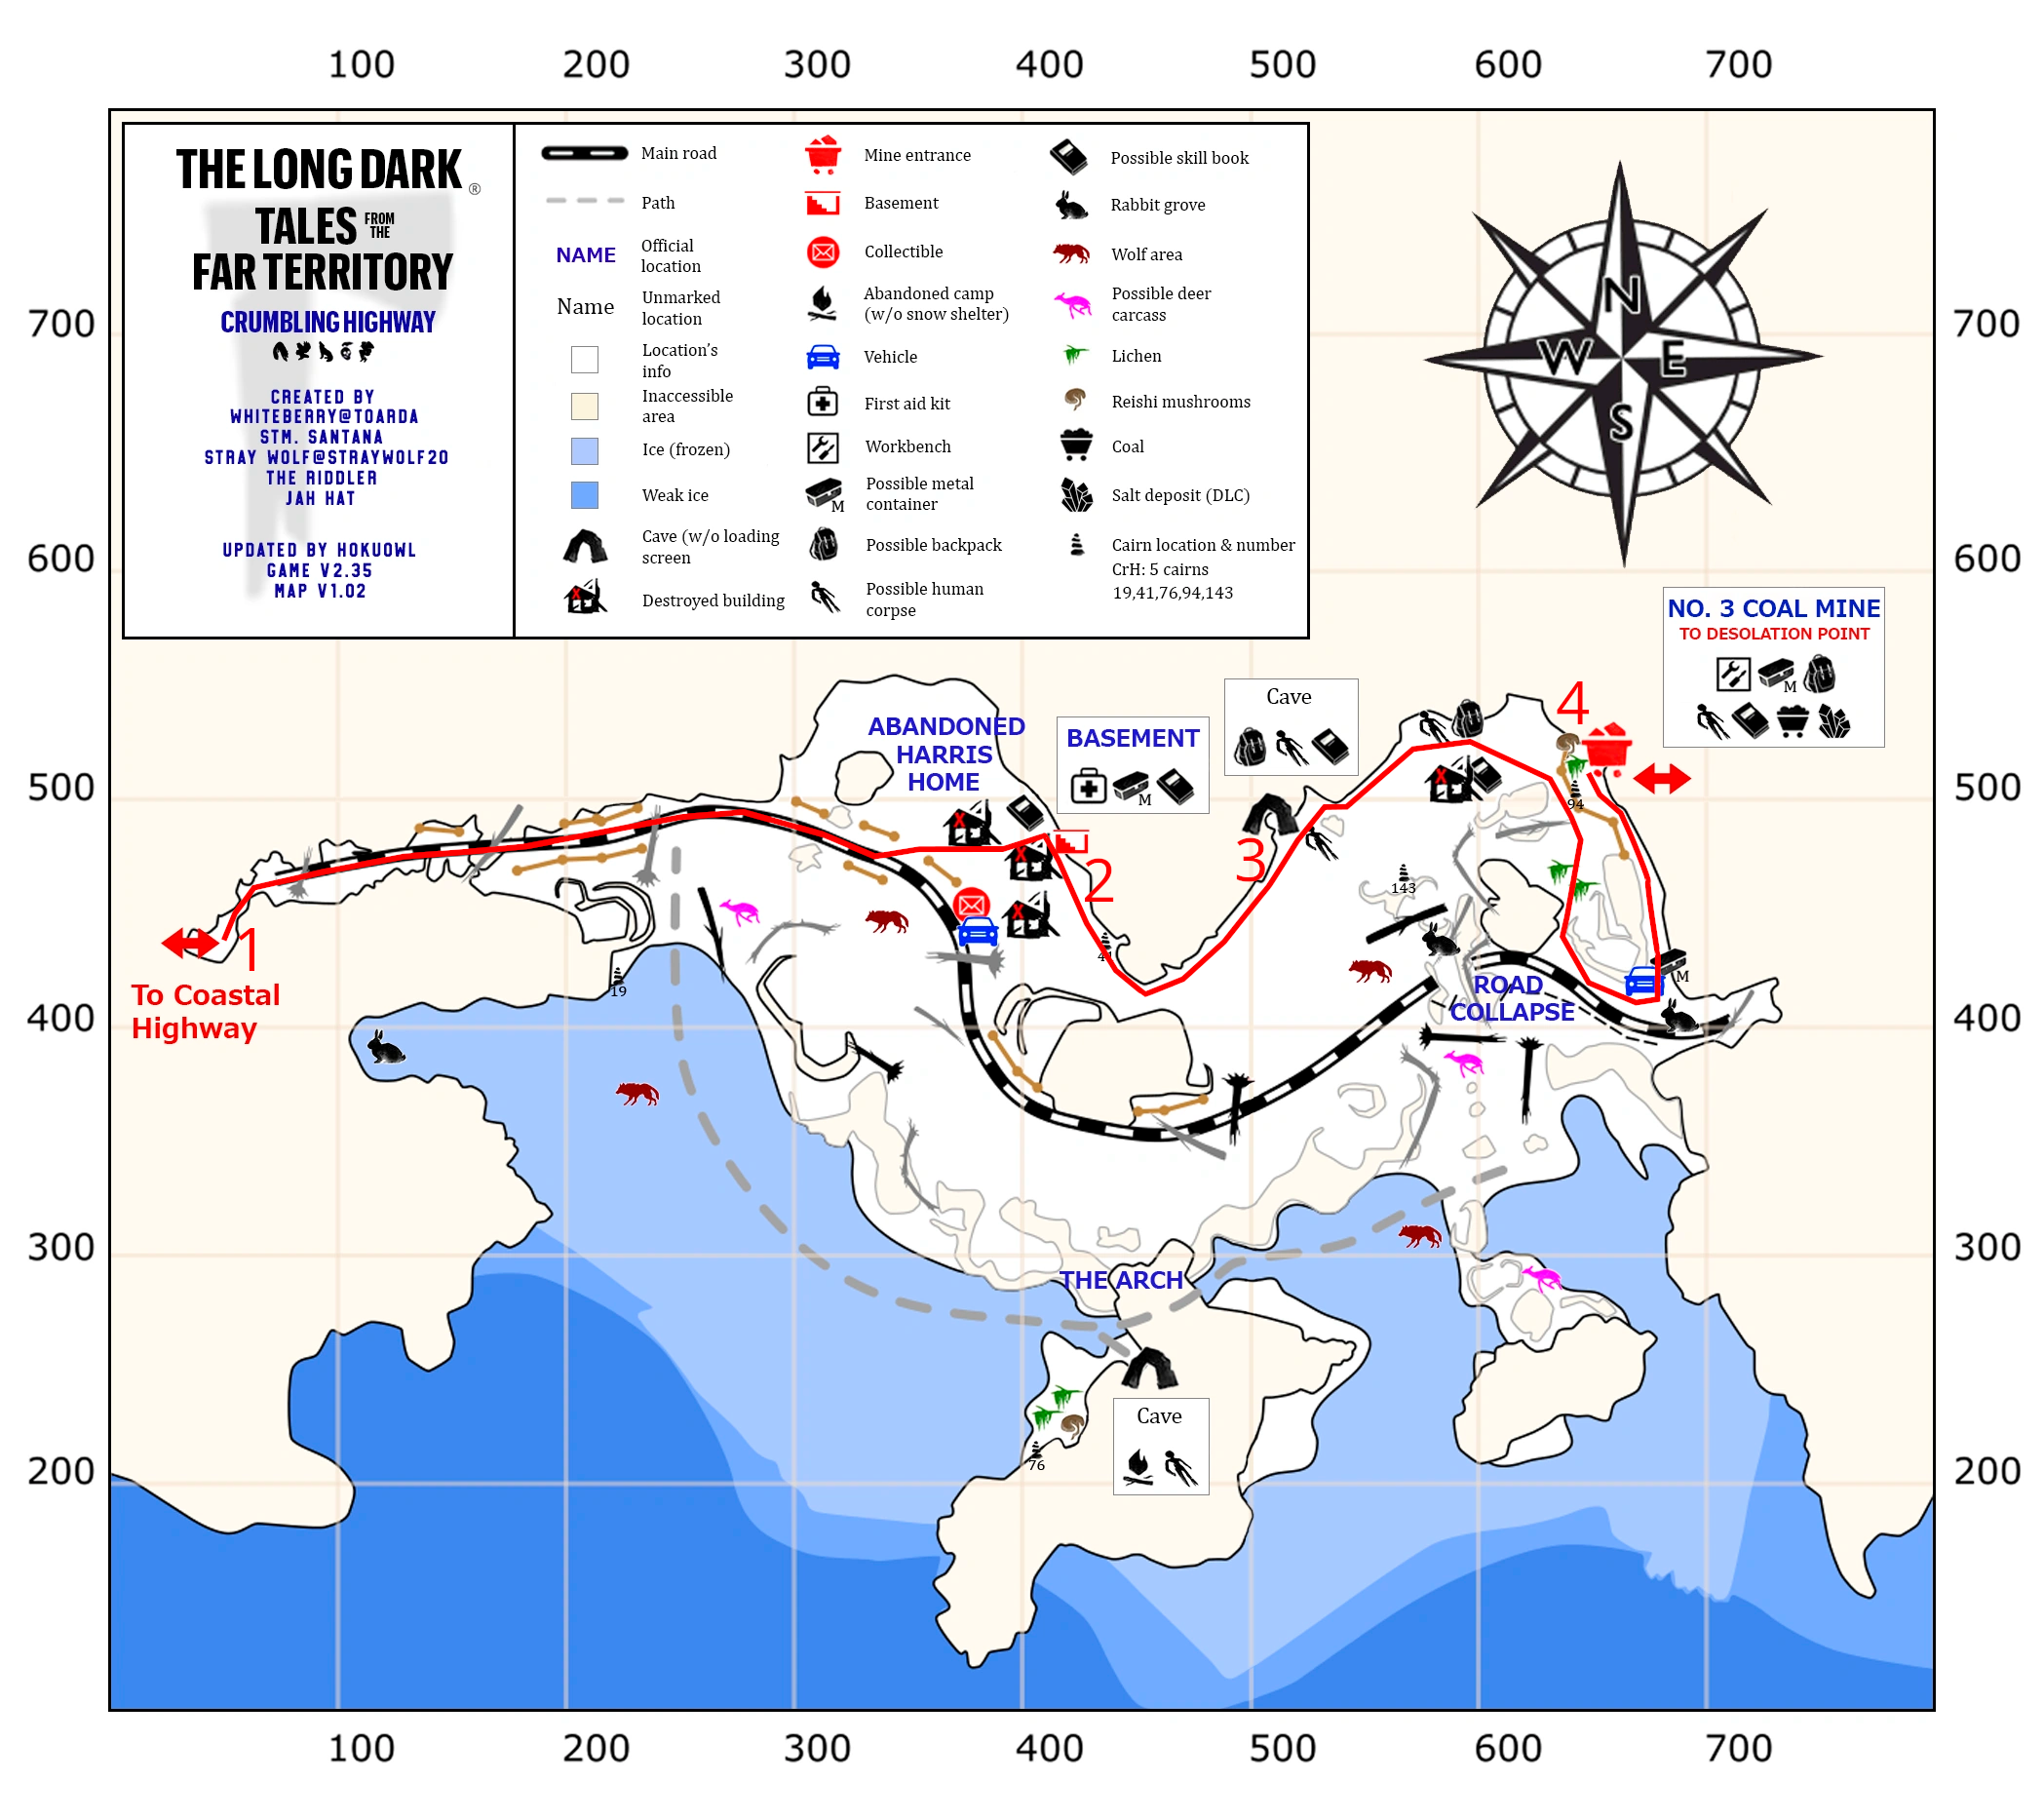 100 200 300 400 500 600 700
THE LONG DARK ®
TALES FROM THE
FAR TERRITORY
CRUMBLING HIGHWAY
CREATED BY
WHITEBERRY@TOARDA
STM. SANTANA
STRAY WOLF@STRAYWOLF20
THE RIDDLER
JAH HAT
UPDATED BY HOKUOWL
GAME V2.35
MAP V1.02
Main road
Path
NAME
Official
location
Name
Unmarked
location
Location's
info
Inaccessible
area
Ice (frozen)
Weak ice
Cave (w/o loading
screen
Destroyed building
Mine entrance
Basement
Collectible
Abandoned camp
(w/o snow shelter)
Vehicle
First aid kit
Workbench
Possible metal
container
M
Possible backpack
Possible human
corpse
Possible skill book
Rabbit grove
Wolf area
Possible deer
carcass
Lichen
Reishi mushrooms
Coal
Salt deposit (DLC)
Cairn location & number
CrH: 5 cairns
19,41,76,94,143
N
W E
S
700 700
600 600
NO. 3 COAL MINE
TO DESOLATION POINT
M
4
Cave
ABANDONED
HARRIS
HOME
BASEMENT
M
500 500
94
2
3
143
1
41
To Coastal
Highway
19
M
ROAD
COLLAPSE
400 400
300 300
THE ARCH
Cave
76
200 200
100 200 300 400 500 600 700